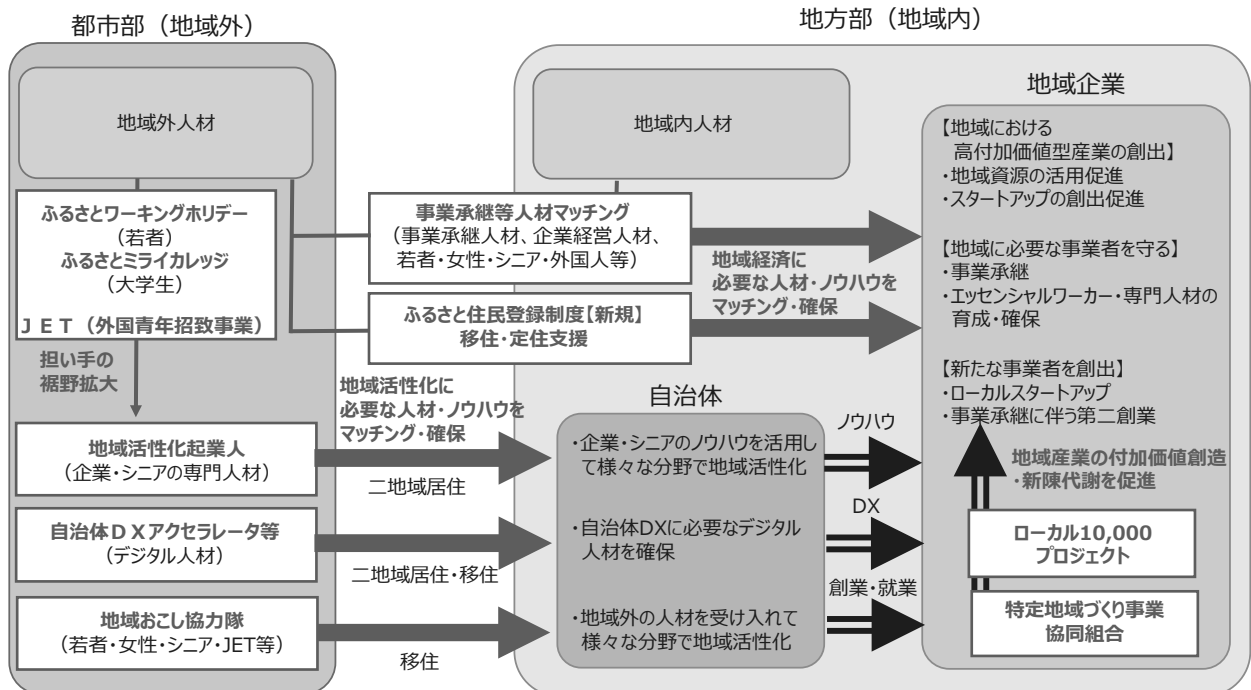 都市部（地域外）
地域外人材
ふるさとワーキングホリデー
（若者）
ふるさとミライカレッジ
（大学生）
ＪＥＴ（外国青年招致事業）
担い手の
裾野拡大
地域活性化起業人
（企業・シニアの専門人材）
自治体ＤＸアクセラレータ等
（デジタル人材）
地域おこし協力隊
（若者・女性・シニア・JET等）
地方部（地域内）
地域内人材
事業承継等人材マッチング
（事業承継人材、企業経営人材、
若者・女性・シニア・外国人等）
ふるさと住民登録制度【新規】
移住・定住支援
地域経済に
必要な人材・ノウハウを
マッチング・確保
地域活性化に
必要な人材・ノウハウを
マッチング・確保
二地域居住
二地域居住・移住
移住
自治体
・企業・シニアのノウハウを活用し
て様々な分野で地域活性化
・自治体DXに必要なデジタル
人材を確保
・地域外の人材を受け入れて
様々な分野で地域活性化
ノウハウ
DX
創業・就業
地域企業
【地域における
高付加価値型産業の創出】
・地域資源の活用促進
・スタートアップの創出促進
【地域に必要な事業者を守る】
・事業承継
・エッセンシャルワーカー・専門人材の
育成・確保
【新たな事業者を創出】
・ローカルスタートアップ
・事業承継に伴う第二創業
地域産業の付加価値創造
・新陳代謝を促進
ローカル10,000
プロジェクト
特定地域づくり事業
協同組合